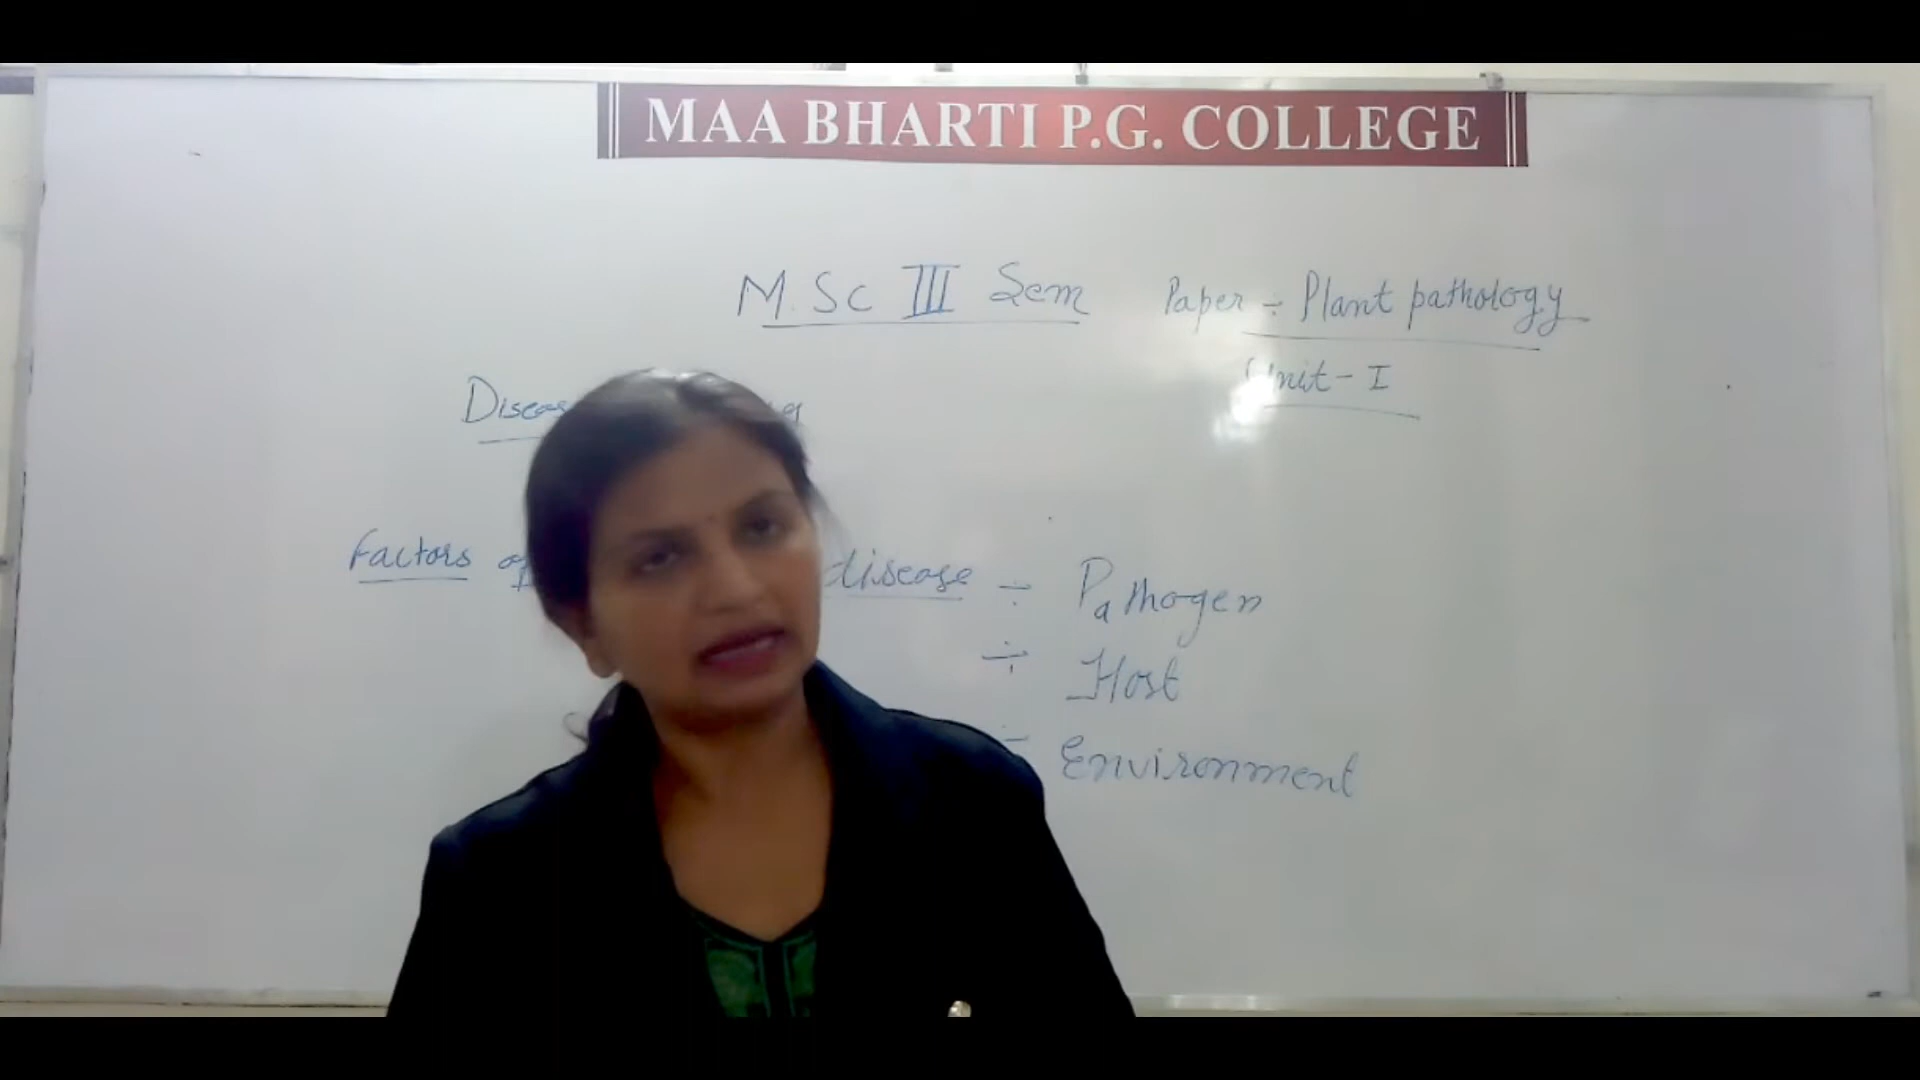 MAA BHARTI P.G. COLLEGE
M.Sc III Sem Paper ÷ Plant pathology
Unit - I
Factors disease ÷ Pathogen
÷ Host
Environment